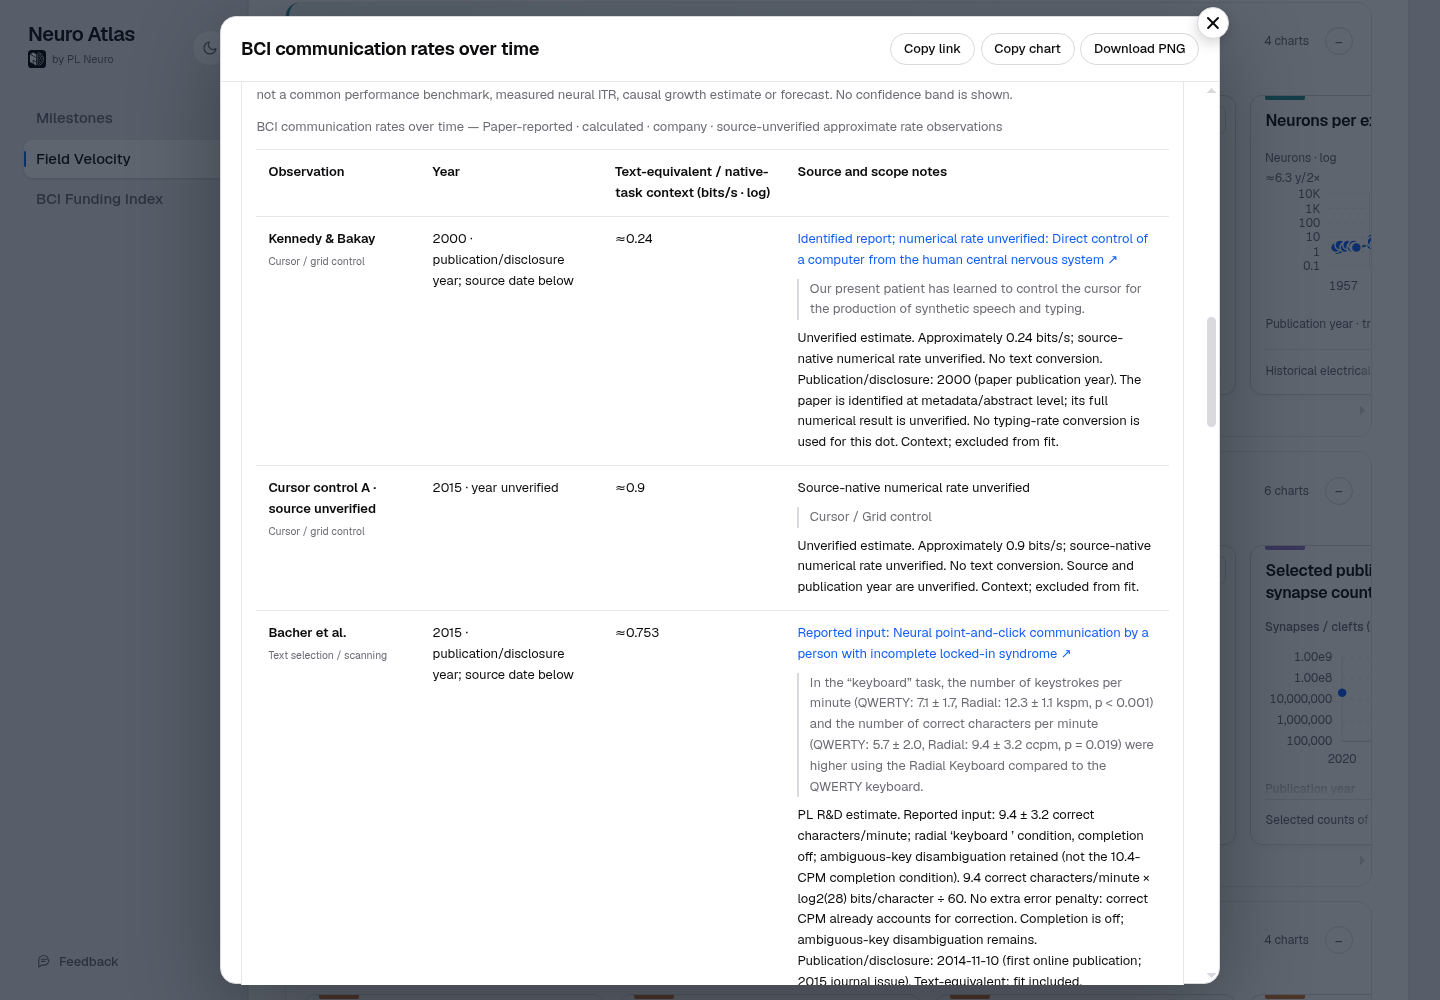 Neuro Atlas
by PL Neuro
Milestones
Field Velocity
BCI Funding Index
Feedback
BCI communication rates over time
Copy link
Copy chart
Download PNG
not a common performance benchmark, measured neural ITR, causal growth estimate or forecast. No confidence band is shown.
BCI communication rates over time — Paper-reported · calculated · company · source-unverified approximate rate observations
Observation
Year
Text-equivalent / native-
task context (bits/s · log)
Source and scope notes
Kennedy & Bakay
Cursor / grid control
2000 ·
publication/disclosure
year; source date below
≈0.24
Identified report; numerical rate unverified: Direct control of
a computer from the human central nervous system ↗
Our present patient has learned to control the cursor for
the production of synthetic speech and typing.
Unverified estimate. Approximately 0.24 bits/s; source-
native numerical rate unverified. No text conversion.
Publication/disclosure: 2000 (paper publication year). The
paper is identified at metadata/abstract level; its full
numerical result is unverified. No typing-rate conversion is
used for this dot. Context; excluded from fit.
Cursor control A ·
source unverified
Cursor / grid control
2015 · year unverified
≈0.9
Source-native numerical rate unverified
Cursor / Grid control
Unverified estimate. Approximately 0.9 bits/s; source-native
numerical rate unverified. No text conversion. Source and
publication year are unverified. Context; excluded from fit.
Bacher et al.
Text selection / scanning
2015 ·
publication/disclosure
year; source date below
≈0.753
Reported input: Neural point-and-click communication by a
person with incomplete locked-in syndrome ↗
In the “keyboard” task, the number of keystrokes per
minute (QWERTY: 7.1 ± 1.7, Radial: 12.3 ± 1.1 kspm, p < 0.001)
and the number of correct characters per minute
(QWERTY: 5.7 ± 2.0, Radial: 9.4 ± 3.2 ccpm, p = 0.019) were
higher using the Radial Keyboard compared to the
QWERTY keyboard.
PL R&D estimate. Reported input: 9.4 ± 3.2 correct
characters/minute; radial ‘keyboard ’ condition, completion
off; ambiguous-key disambiguation retained (not the 10.4-
CPM completion condition). 9.4 correct characters/minute ×
log2(28) bits/character ÷ 60. No extra error penalty: correct
CPM already accounts for correction. Completion is off;
ambiguous-key disambiguation remains.
Publication/disclosure: 2014-11-10 (first online publication;
2015 journal issue). Text-equivalent; fit included.
4 charts
Neurons per e
Neurons · log
≈6.3 y/2×
10K
1K
100
10
1
0.1
1957
Publication year · tr
Historical electrical
6 charts
Selected publi
synapse count
Synapses / clefts (
1.00e9
1.00e8
10,000,000
1,000,000
100,000
2020
Publication year
Selected counts of
4 charts